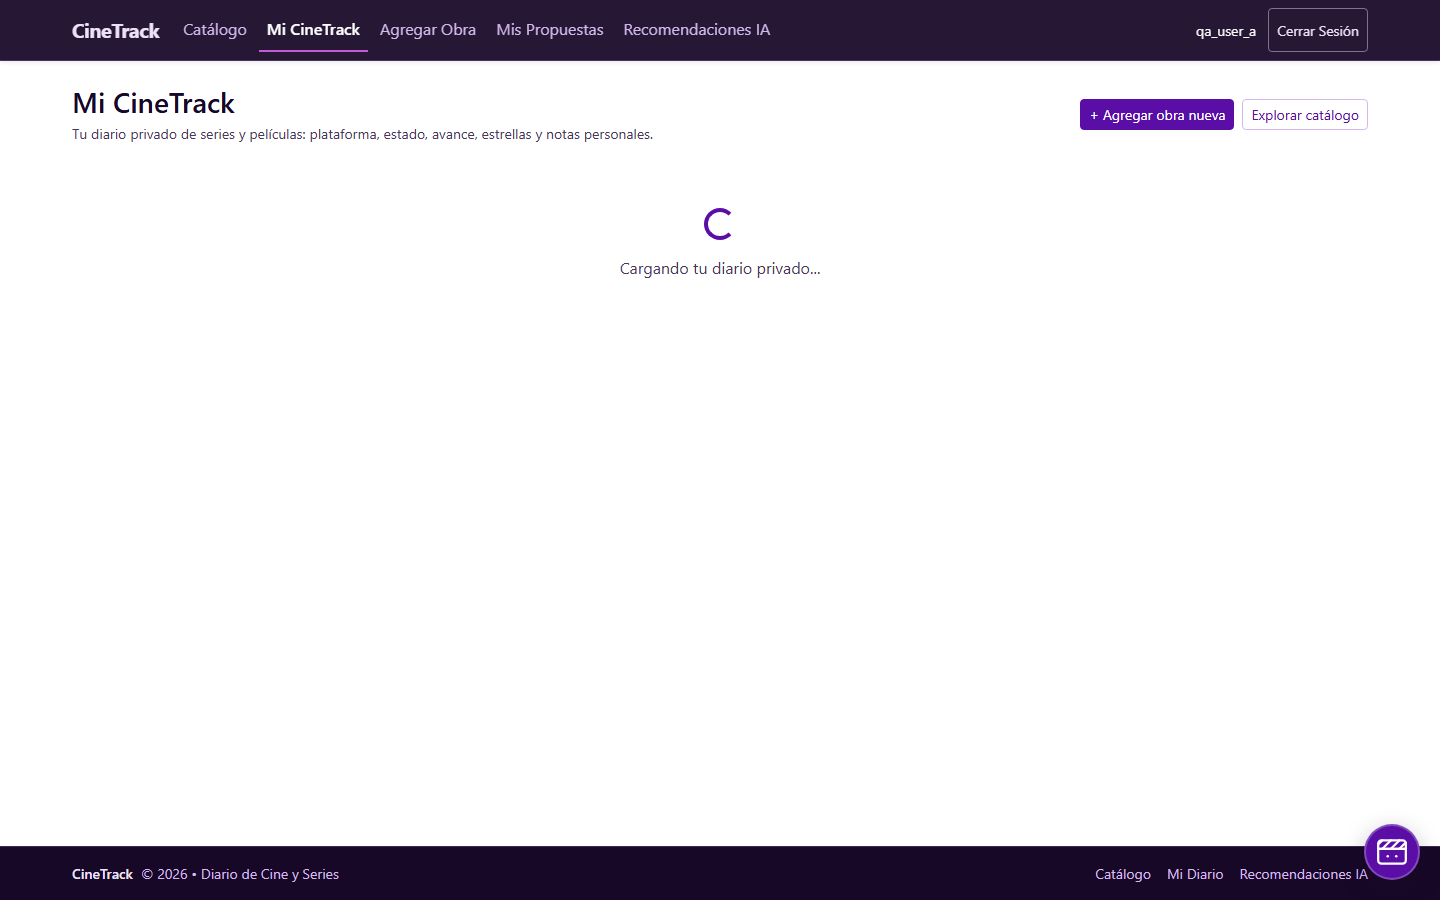 CineTrack Catálogo Mi CineTrack Agregar Obra Mis Propuestas Recomendaciones IA qa_user_a Cerrar Sesión
Mi CineTrack
Tu diario privado de series y películas: plataforma, estado, avance, estrellas y notas personales.
+ Agregar obra nueva Explorar catálogo
Cargando tu diario privado...
CineTrack © 2026 • Diario de Cine y Series Catálogo Mi Diario Recomendaciones IA